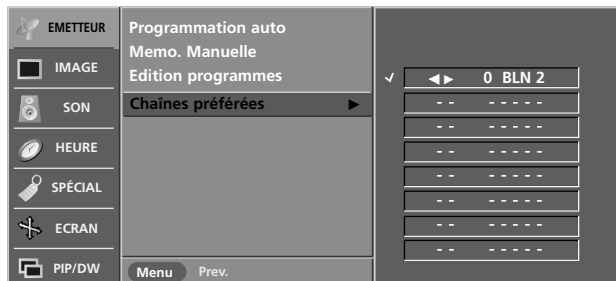 EMETTEUR
IMAGE
SON
HEURE
SPÉCIAL
ECRAN
PIP/DW
Programmation auto
Memo. Manuelle
Edition programmes
Chaînes préférées ►
Menu Prev.
✓ ◄► 0 BLN 2
- - - - - - -
- - - - - - -
- - - - - - -
- - - - - - -
- - - - - - -
- - - - - - -
- - - - - - -